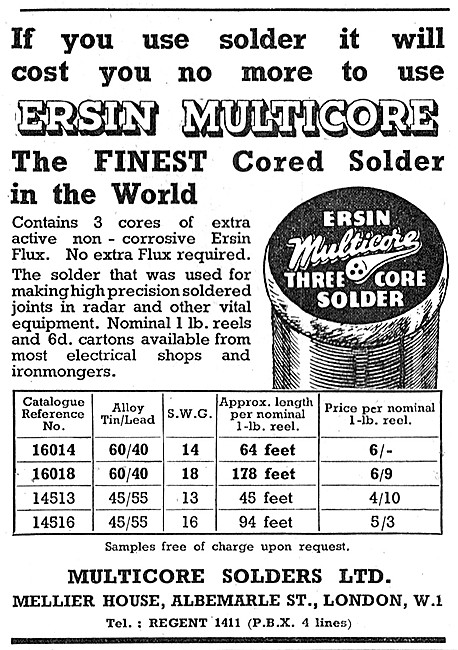 If you use solder it will
cost you no more to use
ERSIN MULTICORE
The FINEST Cored Solder
in the World
Contains 3 cores of extra
active non - corrosive Ersin
Flux. No extra Flux required.
The solder that was used for
making high precision soldered
joints in radar and other vital
equipment. Nominal 1 lb. reels
and 6d. cartons available from
most electrical shops and
ironmongers.
ERSIN
Multicore
THREE CORE
SOLDER
Catalogue Reference No. Alloy Tin/Lead S.W.G. Approx. length per nominal 1-lb. reel. Price per nominal 1-lb. reel.
16014 60/40 14 64 feet 6/-
16018 60/40 18 178 feet 6/9
14513 45/55 13 45 feet 4/10
14516 45/55 16 94 feet 5/3
Samples free of charge upon request.
MULTICORE SOLDERS LTD.
MELLIER HOUSE, ALBEMARLE ST., LONDON, W.1
Tel. : REGENT 1411 (P.B.X. 4 lines)